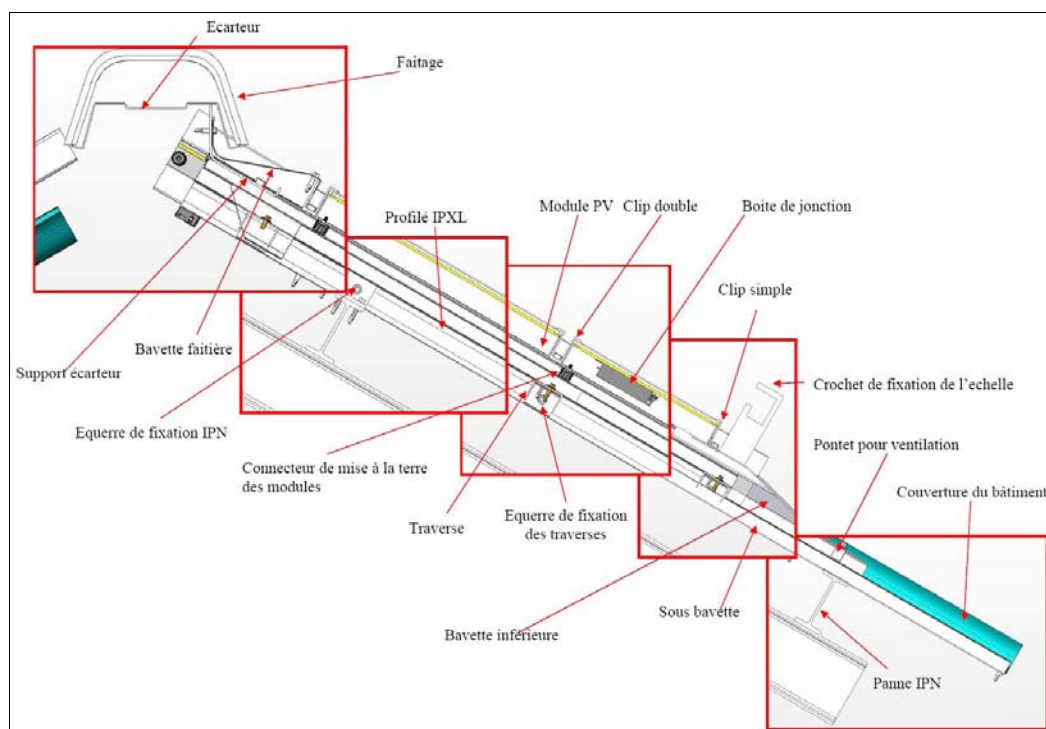 Ecarteur
Faitage
Profilé IPXL
Module PV
Clip double
Boite de jonction
Clip simple
Bavette faitière
Support écarteur
Crochet de fixation de l’echelle
Equerre de fixation IPN
Pontet pour ventilation
Connecteur de mise à la terre
des modules
Couverture du bâtiment
Traverse
Equerre de fixation
des traverses
Sous bavette
Bavette inférieure
Panne IPN